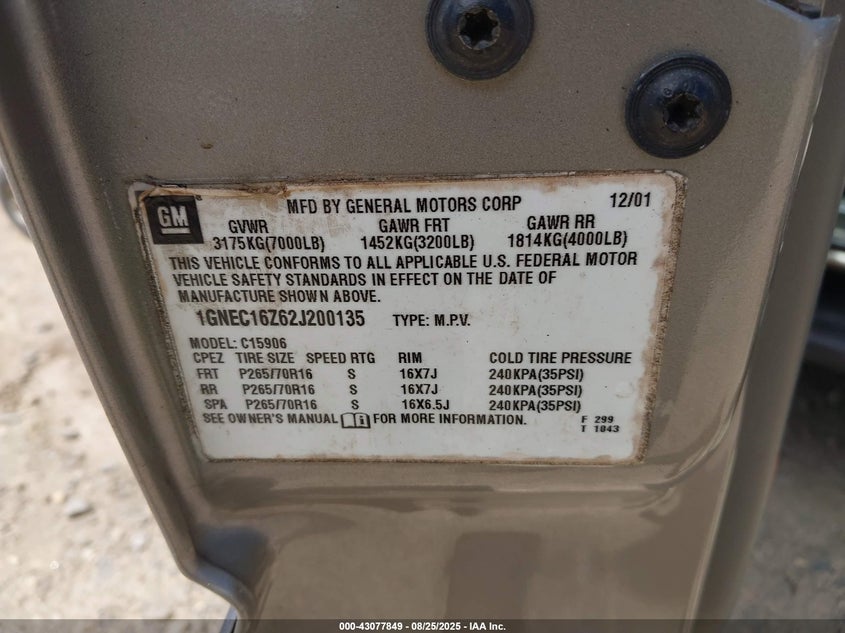 GM
MFD BY GENERAL MOTORS CORP 12/01
GVWR GAWR FRT GAWR RR
3175KG(7000LB) 1452KG(3200LB) 1814KG(4000LB)
THIS VEHICLE CONFORMS TO ALL APPLICABLE U.S. FEDERAL MOTOR
VEHICLE SAFETY STANDARDS IN EFFECT ON THE DATE OF
MANUFACTURE SHOWN ABOVE.
1GNEC16Z62J200135 TYPE: M.P.V.
MODEL: C15906
CPEZ TIRE SIZE SPEED RTG RIM COLD TIRE PRESSURE
FRT P265/70R16 S 16X7J 240KPA(35PSI)
RR P265/70R16 S 16X7J 240KPA(35PSI)
SPA P265/70R16 S 16X6.5J 240KPA(35PSI)
SEE OWNER'S MANUAL FOR MORE INFORMATION. F 299
T 1043
000-43077849 | 08/25/2025 - IAA Inc.